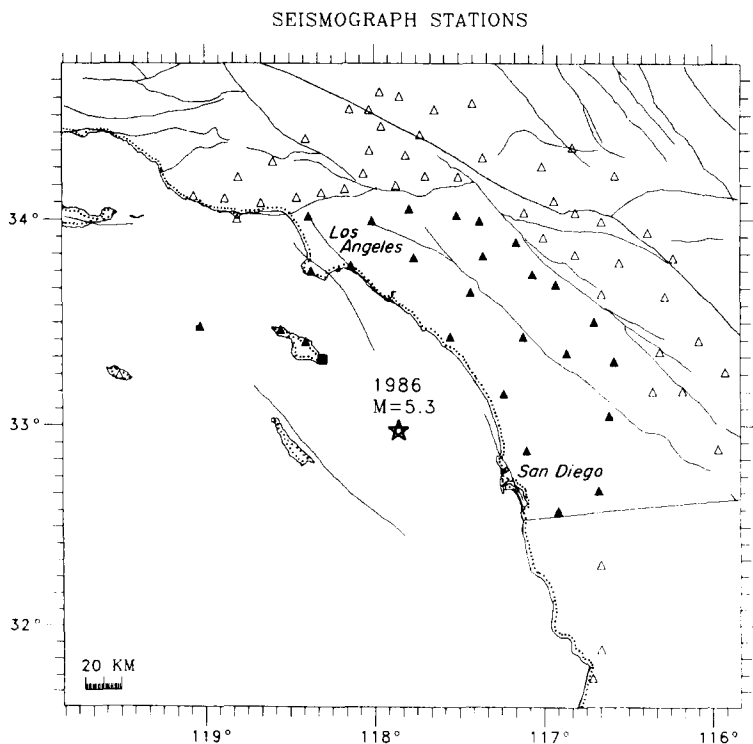 SEISMOGRAPH STATIONS
34°
Los
Angeles
1986
M=5.3
33°
San Diego
32°
20 KM
119°
118°
117°
116°